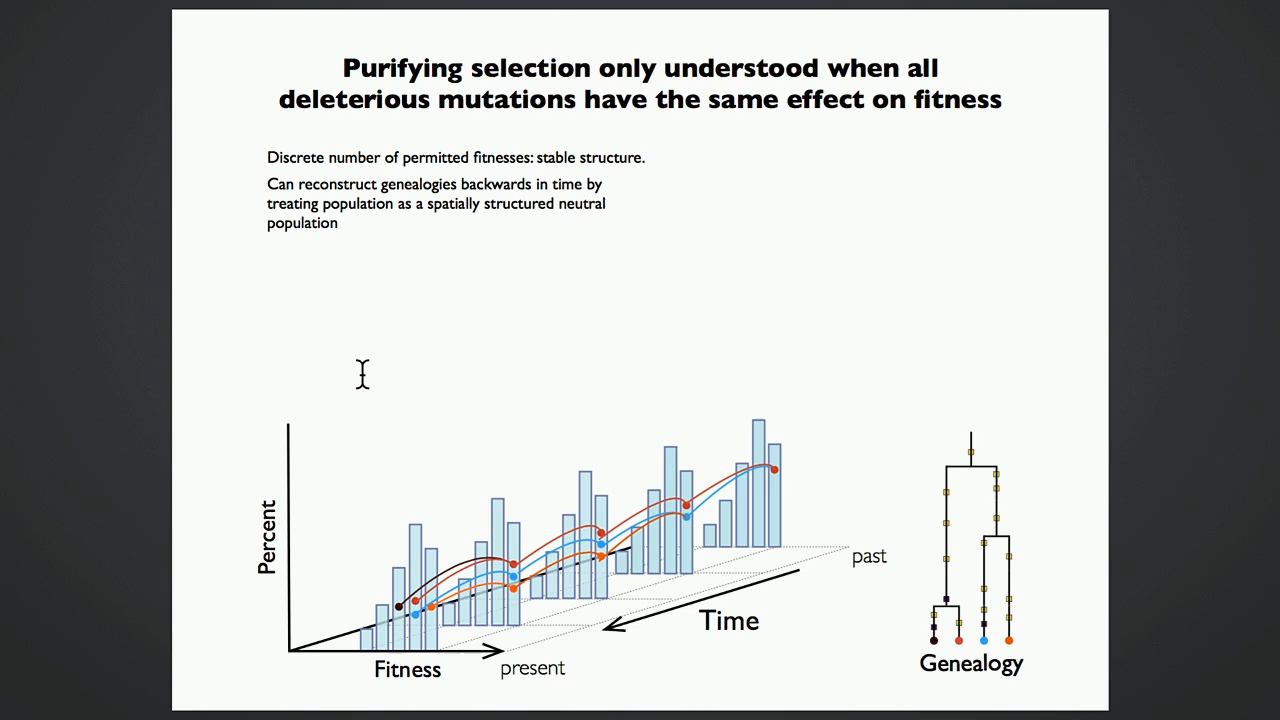 Purifying selection only understood when all
deleterious mutations have the same effect on fitness
Discrete number of permitted fitnesses: stable structure.
Can reconstruct genealogies backwards in time by
treating population as a spatially structured neutral
population
Percent
past
Time
Fitness
present
Genealogy